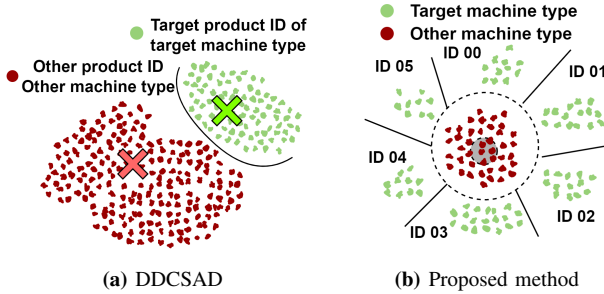 Target product ID of
target machine type
Other product ID
Other machine type
(a) DDCSAD
Target machine type
Other machine type
ID 00
ID 01
ID 05
ID 04
ID 02
ID 03
(b) Proposed method